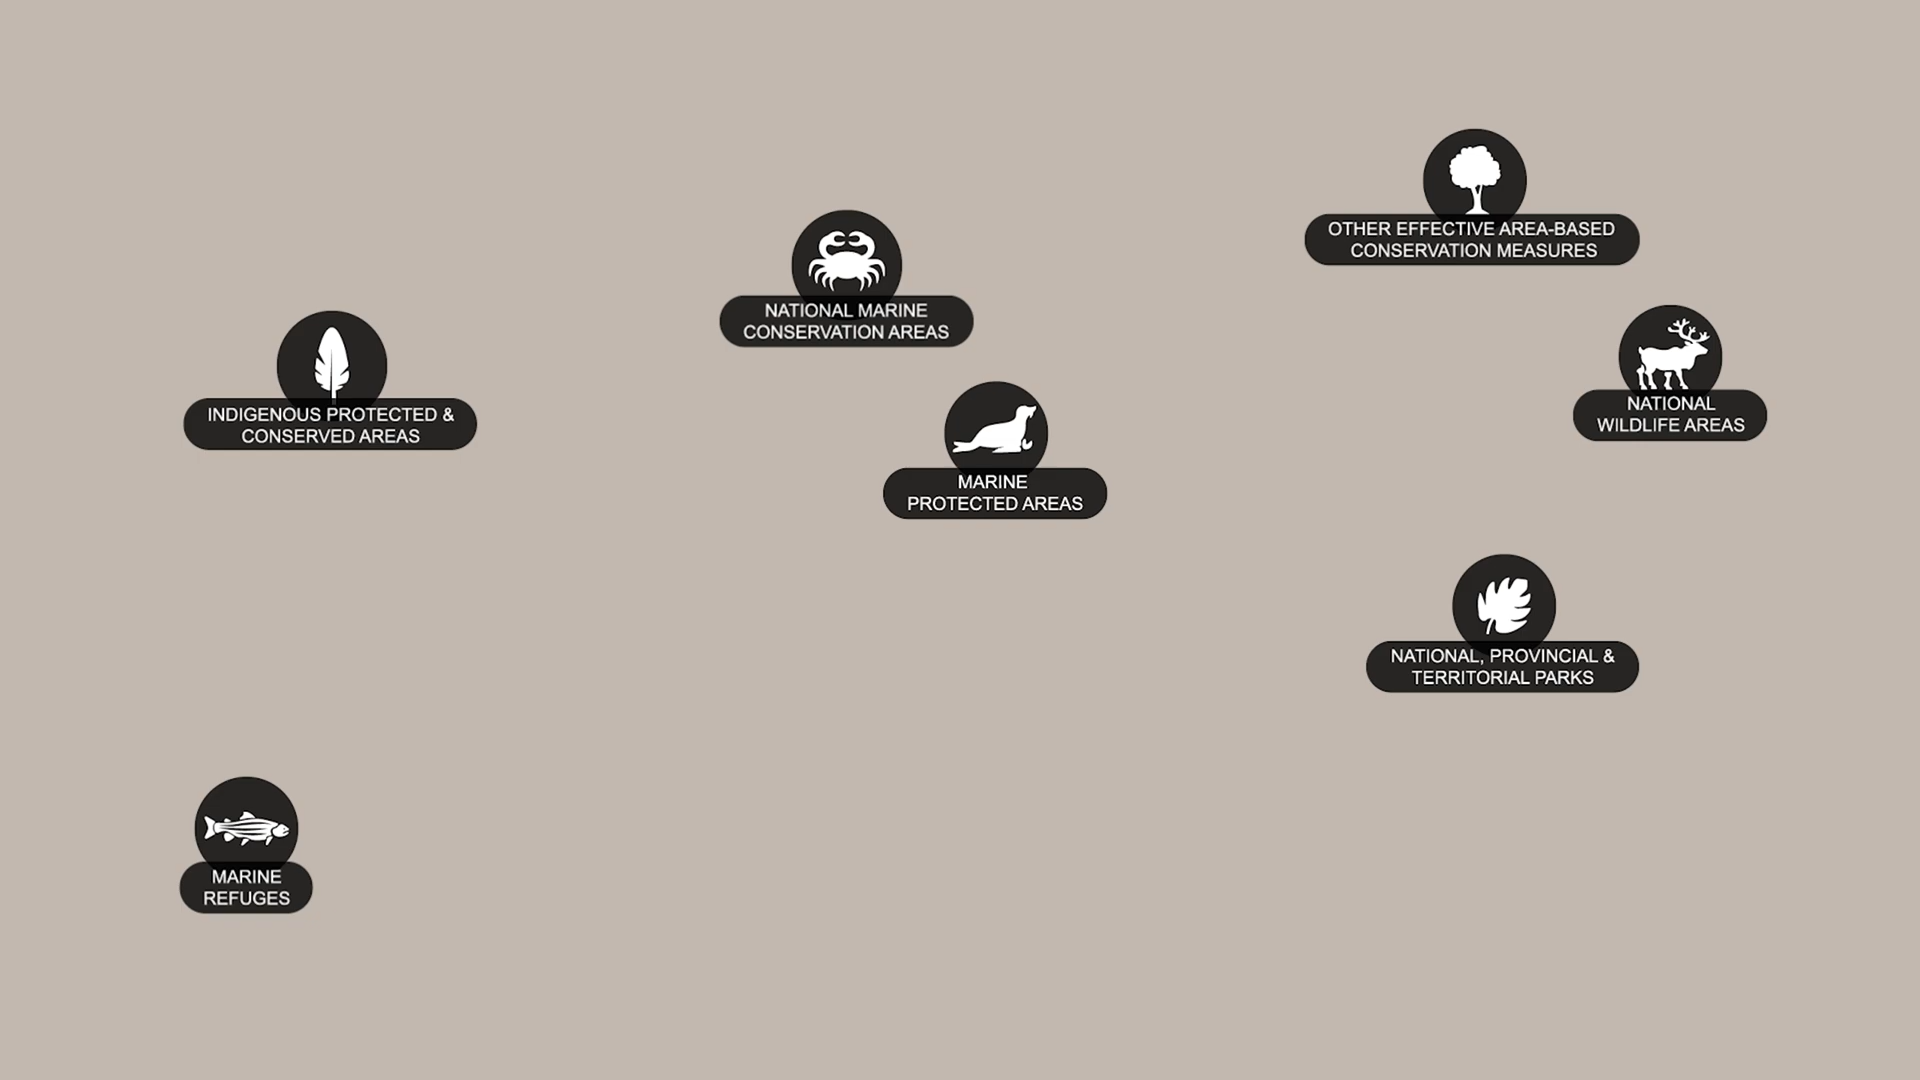 OTHER EFFECTIVE AREA-BASED
CONSERVATION MEASURES
NATIONAL MARINE
CONSERVATION AREAS
INDIGENOUS PROTECTED &
CONSERVED AREAS
NATIONAL
WILDLIFE AREAS
MARINE
PROTECTED AREAS
NATIONAL, PROVINCIAL &
TERRITORIAL PARKS
MARINE
REFUGES